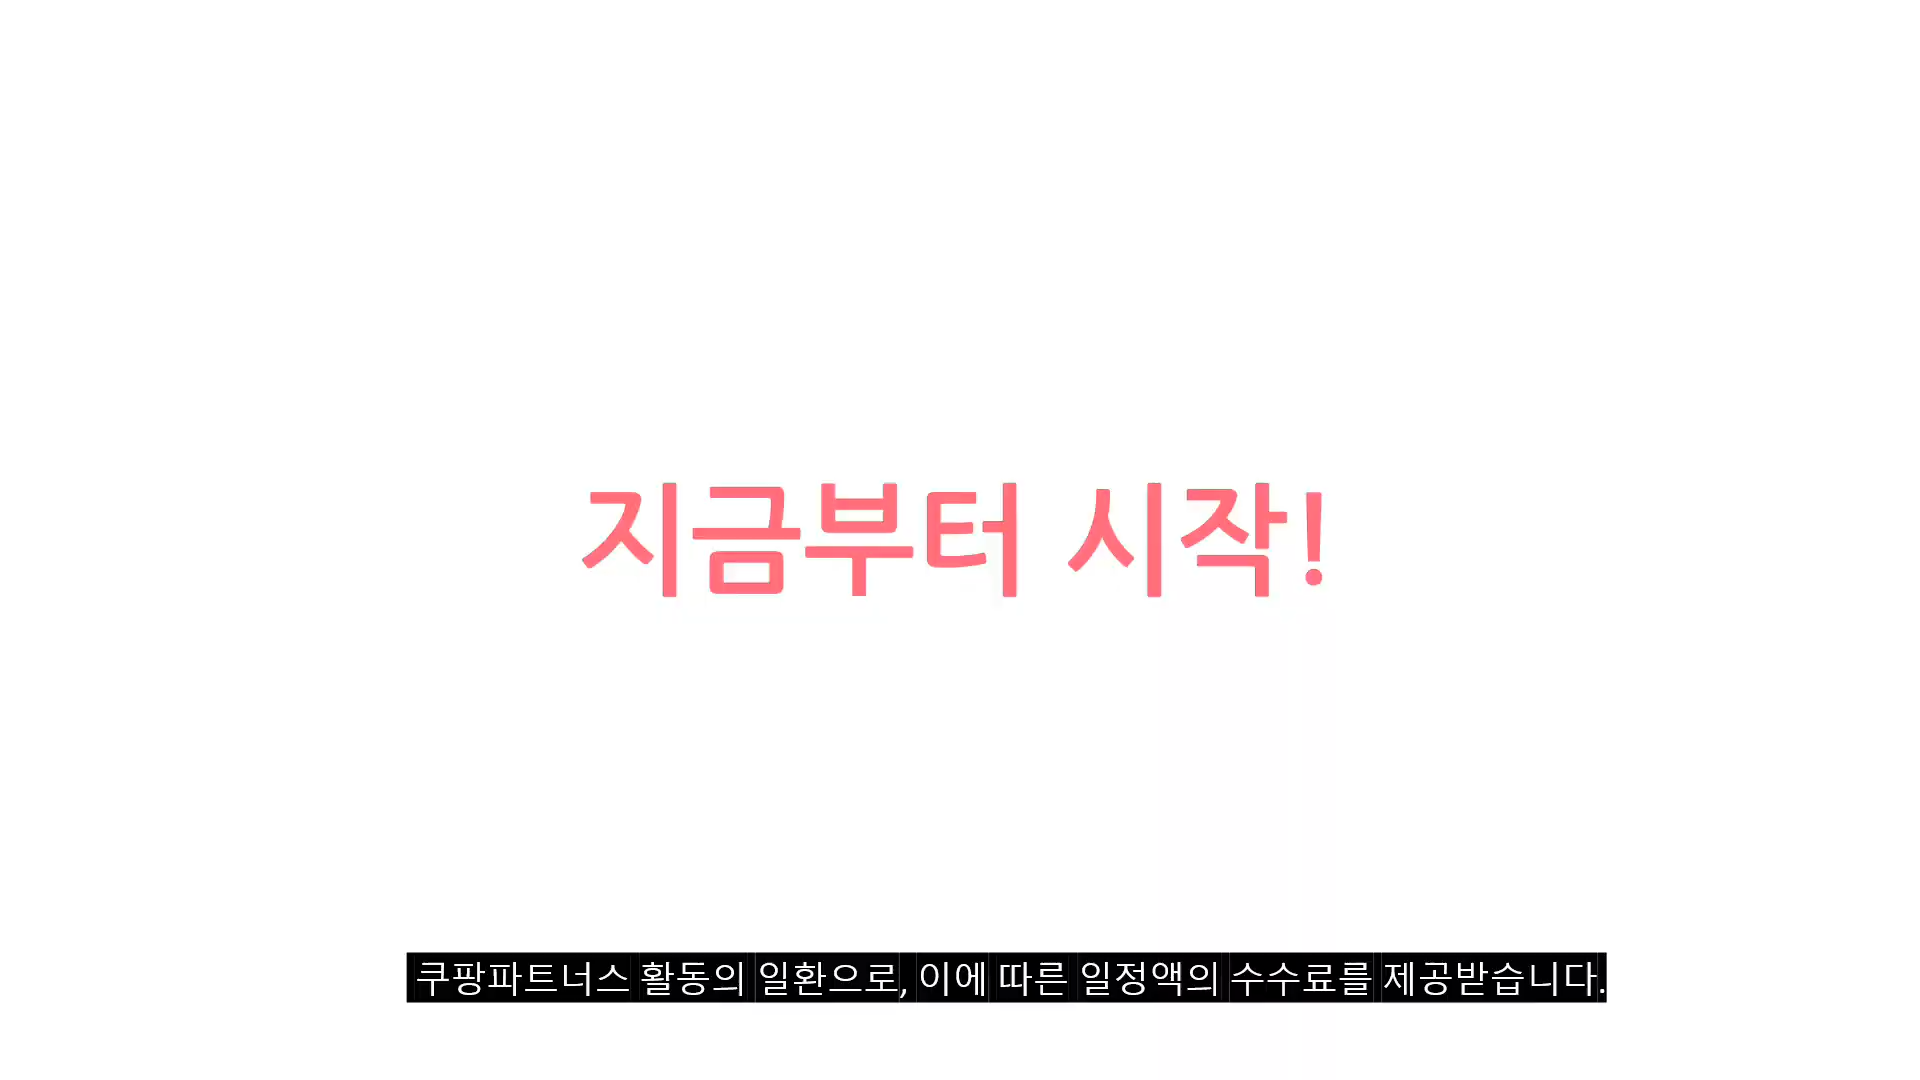 지금부터 시작!
쿠팡파트너스 활동의 일환으로, 이에 따른 일정액의 수수료를 제공받습니다.